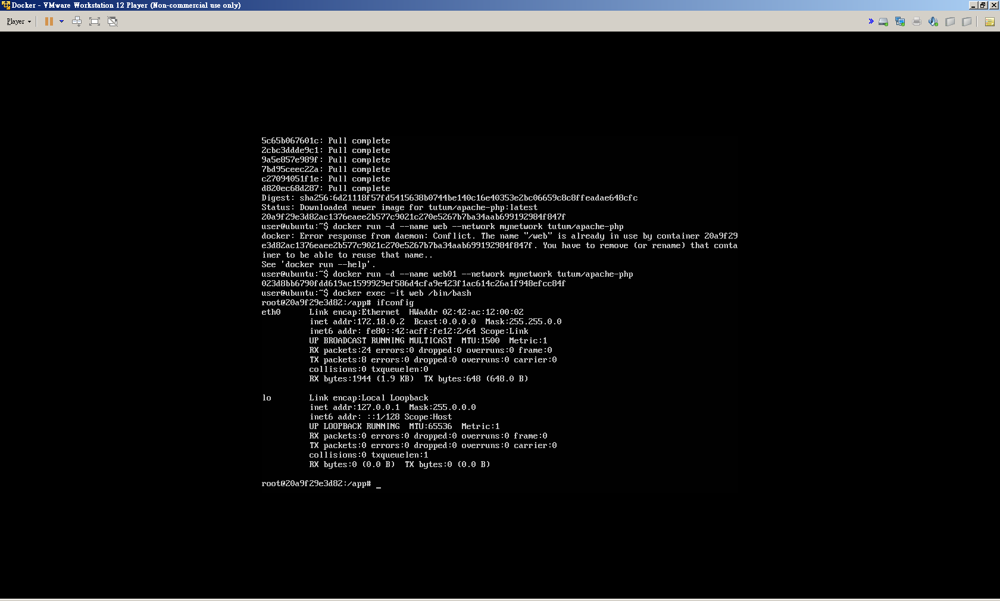 Docker - VMware Workstation 12 Player (Non-commercial use only)
Player
5c65b067601c: Pull complete
2cbc3ddde9c1: Pull complete
9a5e857e989f: Pull complete
7bd95ceec22a: Pull complete
c27094051f1e: Pull complete
d820ec68d287: Pull complete
Digest: sha256:6d21118f57fd5415638b0744be140c16e40353e2bc06659c8c8ffeadae648cfc
Status: Downloaded newer image for tutum/apache-php:latest
20a9f29e3d82ac1376eaee2b577c9021c270e5267b7ba34aab699192984f847f
user@ubuntu:~$ docker run -d --name web --network mynetwork tutum/apache-php
docker: Error response from daemon: Conflict. The name "/web" is already in use by container 20a9f29
e3d82ac1376eaee2b577c9021c270e5267b7ba34aab699192984f847f. You have to remove (or rename) that conta
iner to be able to reuse that name..
See 'docker run --help'.
user@ubuntu:~$ docker run -d --name web01 --network mynetwork tutum/apache-php
023d8bb6790fdd619ac1599929ef586d4cfa9e423f1ac614c26a1f948efcc84f
user@ubuntu:~$ docker exec -it web /bin/bash
root@20a9f29e3d82:/app# ifconfig
eth0      Link encap:Ethernet  HWaddr 02:42:ac:12:00:02
          inet addr:172.18.0.2  Bcast:0.0.0.0  Mask:255.255.0.0
          inet6 addr: fe80::42:acff:fe12:2/64 Scope:Link
          UP BROADCAST RUNNING MULTICAST  MTU:1500  Metric:1
          RX packets:24 errors:0 dropped:0 overruns:0 frame:0
          TX packets:8 errors:0 dropped:0 overruns:0 carrier:0
          collisions:0 txqueuelen:0
          RX bytes:1944 (1.9 KB)  TX bytes:648 (648.0 B)
lo        Link encap:Local Loopback
          inet addr:127.0.0.1  Mask:255.0.0.0
          inet6 addr: ::1/128 Scope:Host
          UP LOOPBACK RUNNING  MTU:65536  Metric:1
          RX packets:0 errors:0 dropped:0 overruns:0 frame:0
          TX packets:0 errors:0 dropped:0 overruns:0 carrier:0
          collisions:0 txqueuelen:1
          RX bytes:0 (0.0 B)  TX bytes:0 (0.0 B)
root@20a9f29e3d82:/app# _